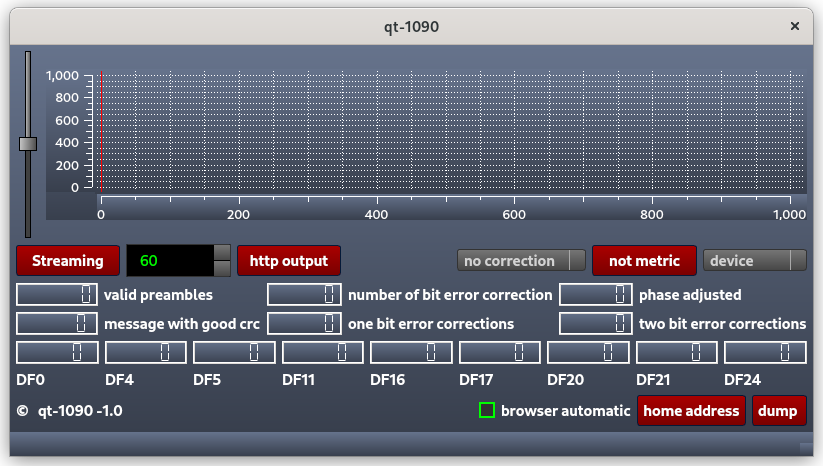 qt-1090 ×
1,000
800
600
400
200
0
0 200 400 600 800 1,000
Streaming 60 http output no correction not metric device
0 valid preambles 0 number of bit error correction 0 phase adjusted
0 message with good crc 0 one bit error corrections 0 two bit error corrections
0 0 0 0 0 0 0 0 0
DF0 DF4 DF5 DF11 DF16 DF17 DF20 DF21 DF24
© qt-1090 -1.0 browser automatic home address dump